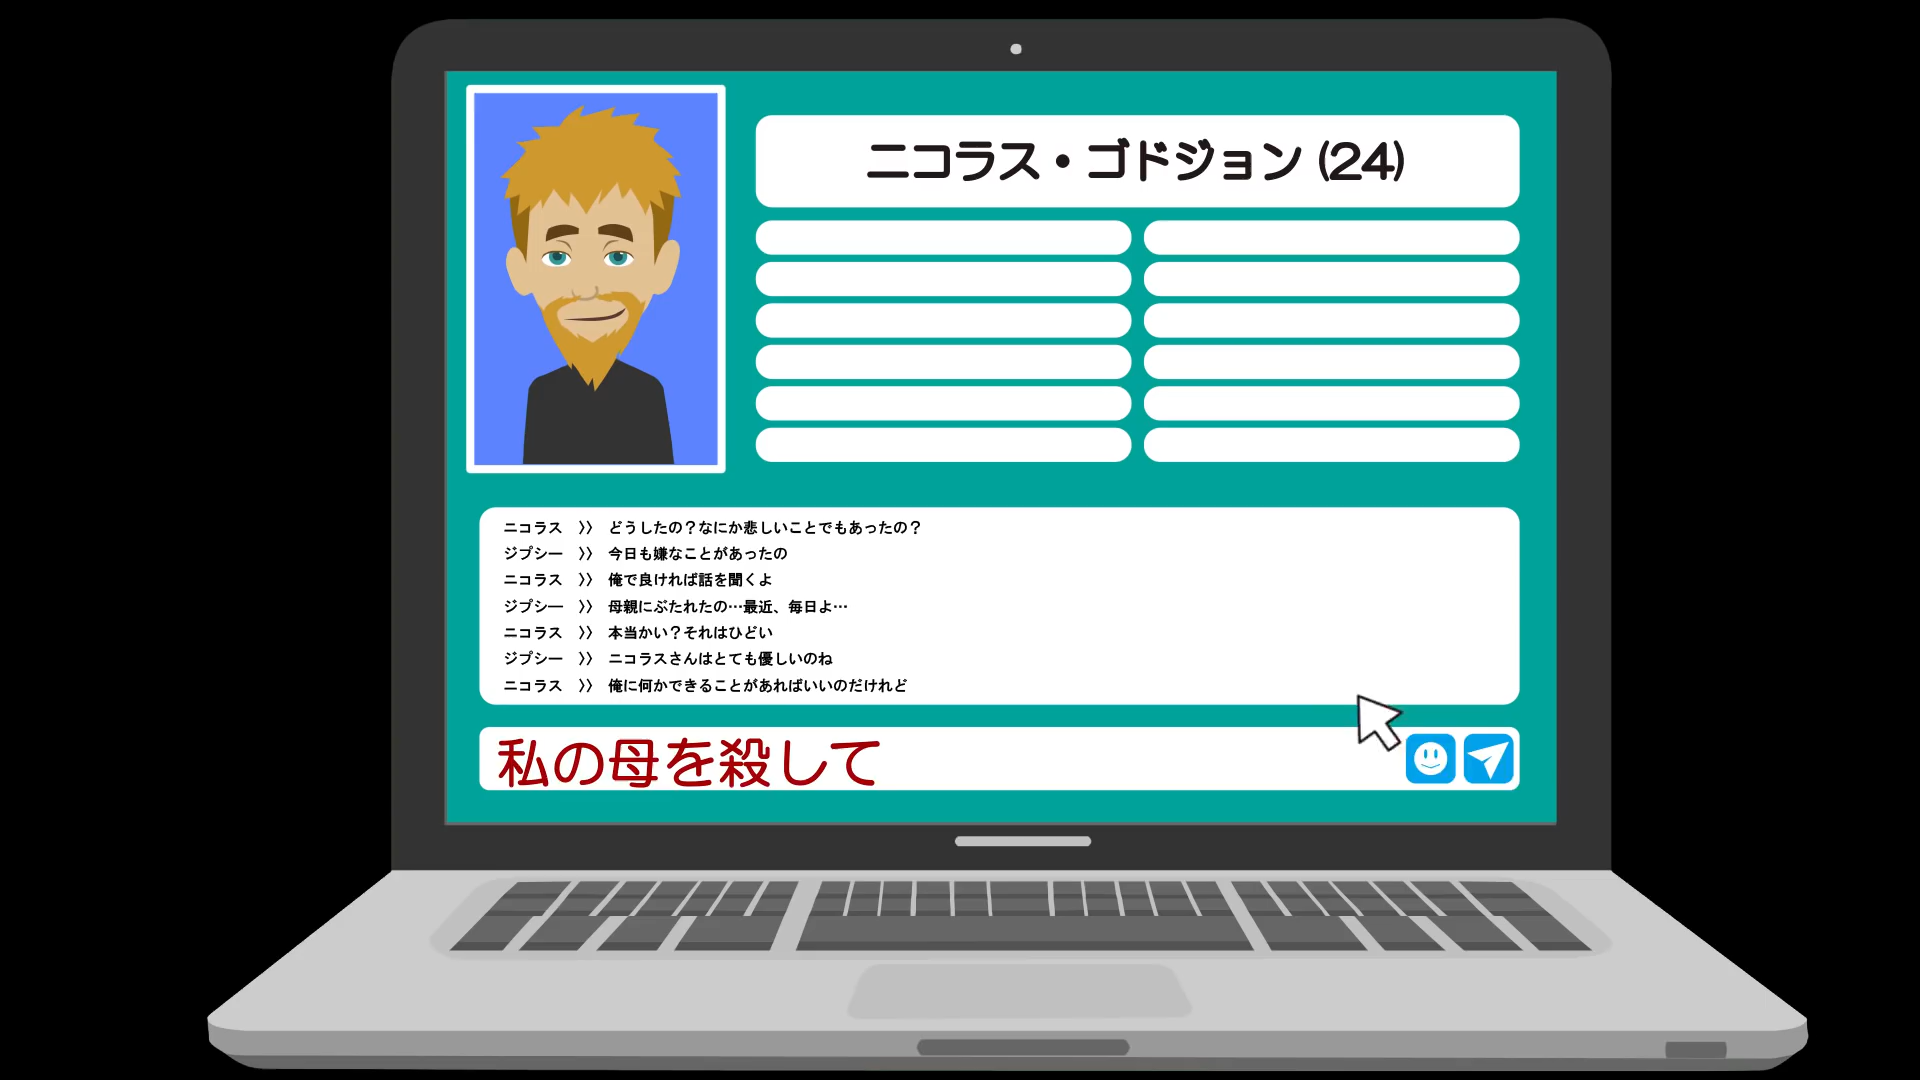 ニコラス・ゴドジョン (24)
ニコラス 》 どうしたの？なにか悲しいことでもあったの？
ジプシー 》 今日も嫌なことがあったの
ニコラス 》 俺で良ければ話を聞くよ
ジプシー 》 母親にぶたれたの…最近、毎日よ…
ニコラス 》 本当かい？それはひどい
ジプシー 》 ニコラスさんはとても優しいのね
ニコラス 》 俺に何かできることがあればいいのだけれど
私の母を殺して